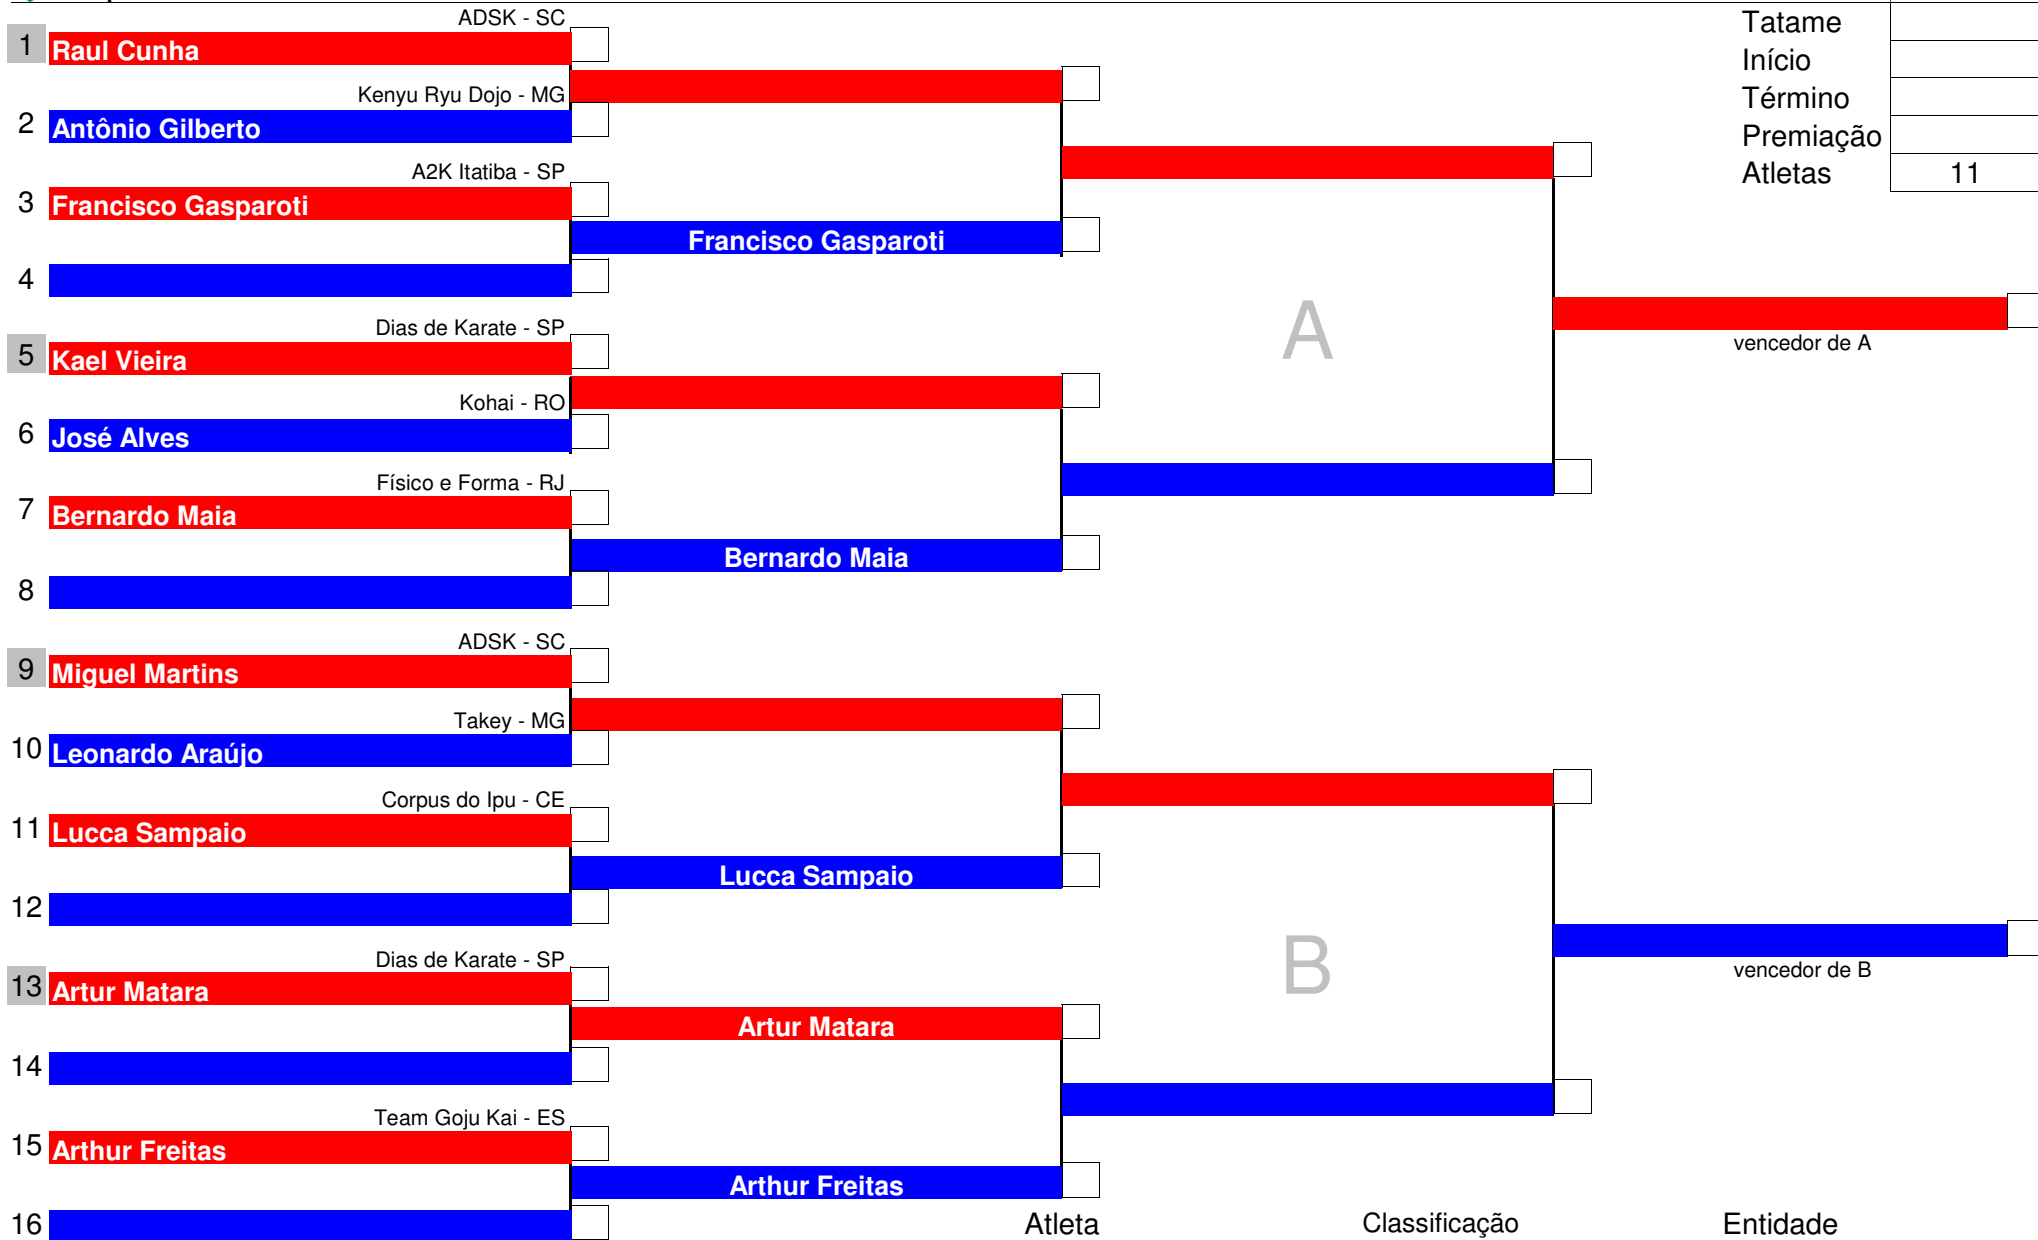 ADSK - SC
1 Raul Cunha
Kenyu Ryu Dojo - MG
2 Antônio Gilberto
A2K Itatiba - SP
3 Francisco Gasparoti
Francisco Gasparoti
4
Dias de Karate - SP
5 Kael Vieira
Kohai - RO
6 José Alves
Físico e Forma - RJ
7 Bernardo Maia
Bernardo Maia
8
ADSK - SC
9 Miguel Martins
Takey - MG
10 Leonardo Araújo
Corpus do Ipu - CE
11 Lucca Sampaio
Lucca Sampaio
12
Dias de Karate - SP
13 Artur Matara
Artur Matara
14
Team Goju Kai - ES
15 Arthur Freitas
Arthur Freitas
16
A
B
Tatame
Início
Término
Premiação
Atletas 11
vencedor de A
vencedor de B
Atleta Classificação Entidade